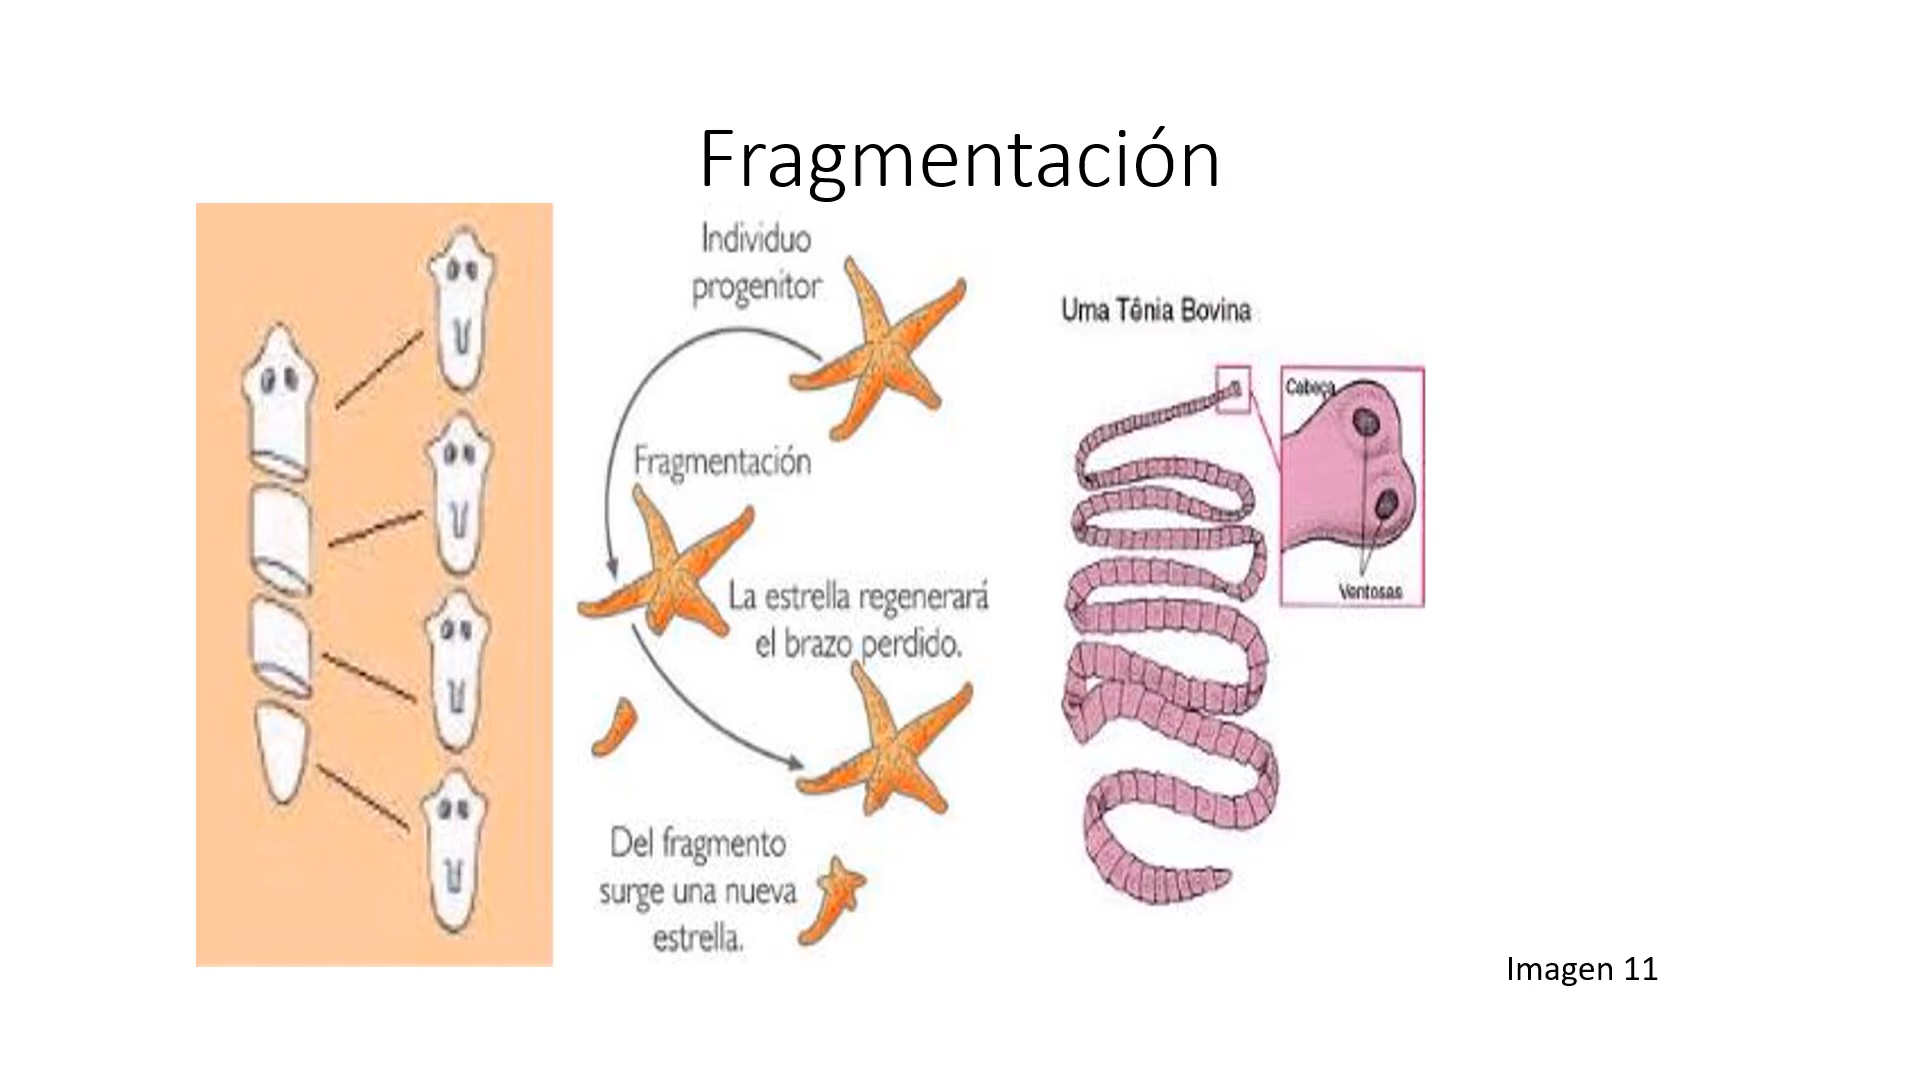 Fragmentación
Individuo
progenitor
Fragmentación
La estrella regenerará
el brazo perdido.
Del fragmento
surge una nueva
estrella.
Uma Tênia Bovina
Cabeça
Ventosas
Imagen 11